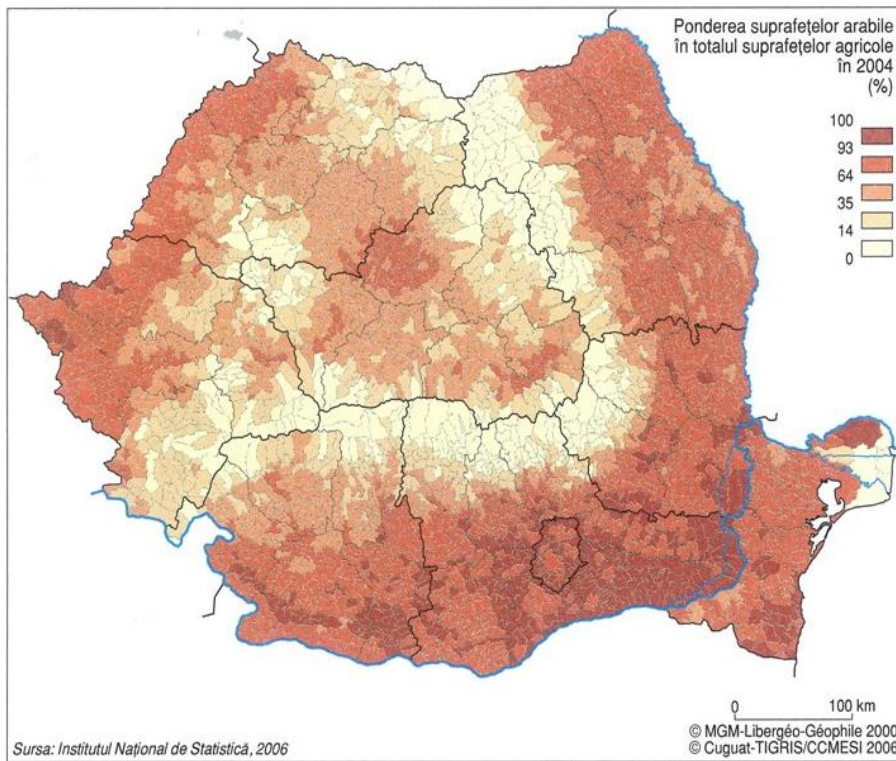 Ponderea suprafețelor arabile
în totalul suprafețelor agricole
în 2004
(%)
100
93
64
35
14
0
0 100 km
Sursa: Institutul Național de Statistică, 2006
© MGM-Libergéo-Géophile 2000
© Cuguat-TIGRIS/CCMESI 2006